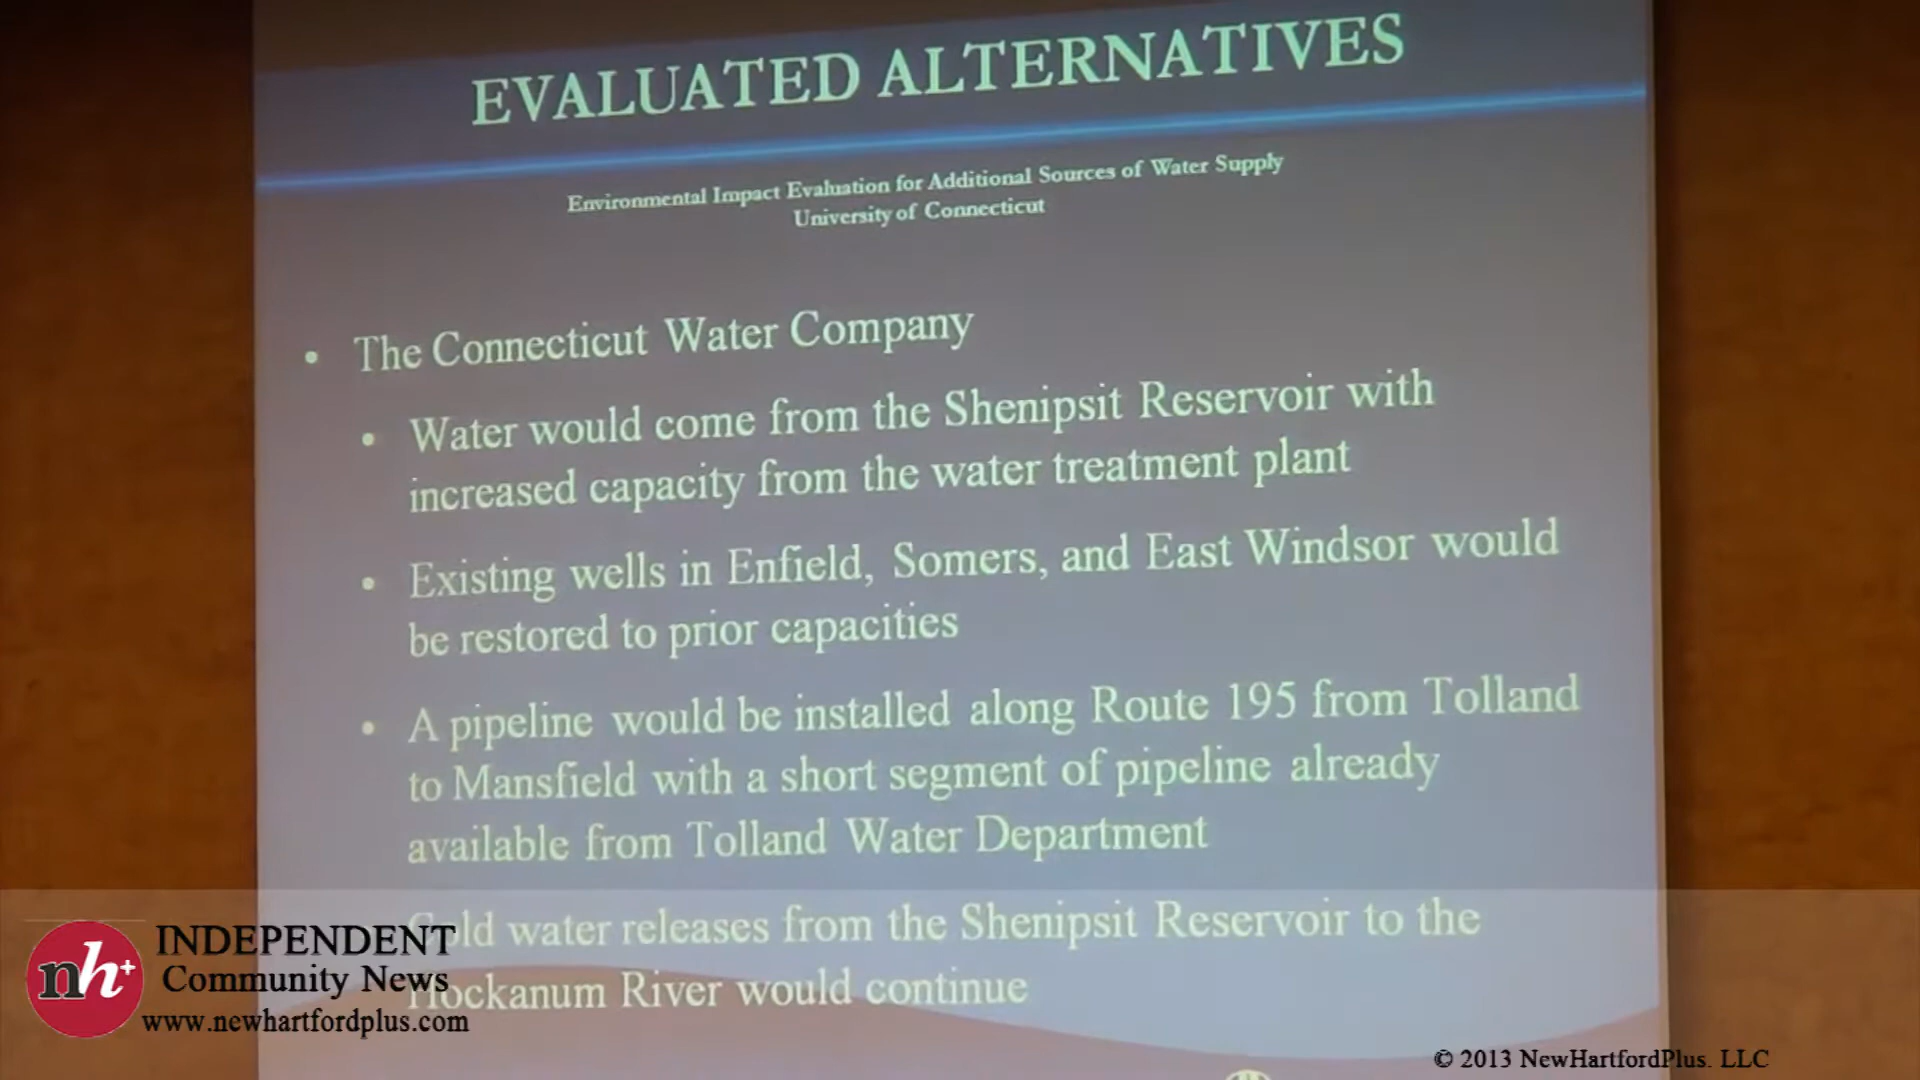 EVALUATED ALTERNATIVES
Environmental Impact Evaluation for Additional Sources of Water Supply
University of Connecticut
• The Connecticut Water Company
• Water would come from the Shenipsit Reservoir with
increased capacity from the water treatment plant
• Existing wells in Enfield, Somers, and East Windsor would
be restored to prior capacities
• A pipeline would be installed along Route 195 from Tolland
to Mansfield with a short segment of pipeline already
available from Tolland Water Department
Cold water releases from the Shenipsit Reservoir to the
Hockanum River would continue
nh+
INDEPENDENT
Community News
www.newhartfordplus.com
© 2013 NewHartfordPlus. LLC